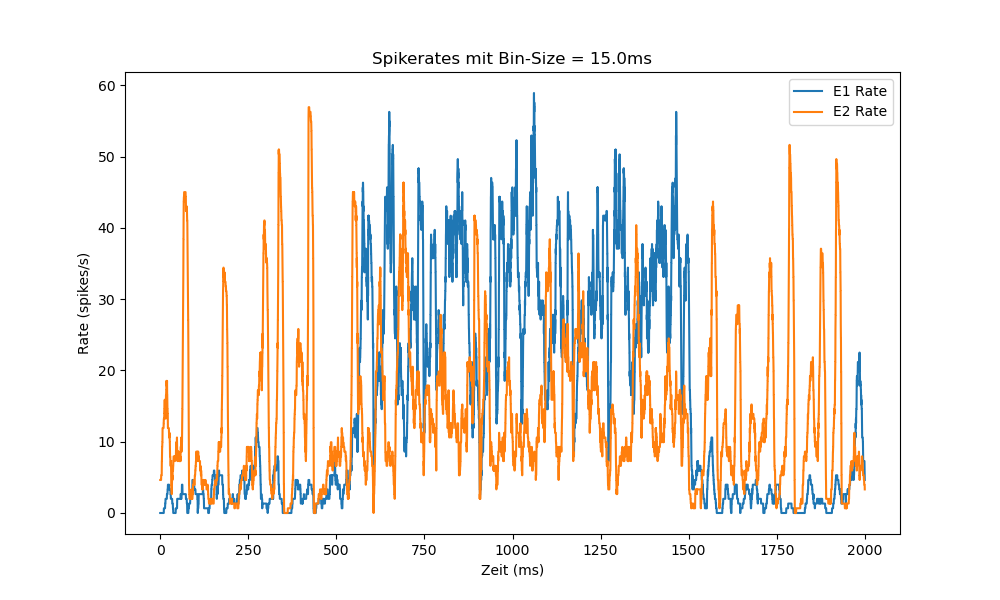 Spikerates mit Bin-Size = 15.0ms
E1 Rate
E2 Rate
Rate (spikes/s)
60
50
40
30
20
10
0
0 250 500 750 1000 1250 1500 1750 2000
Zeit (ms)